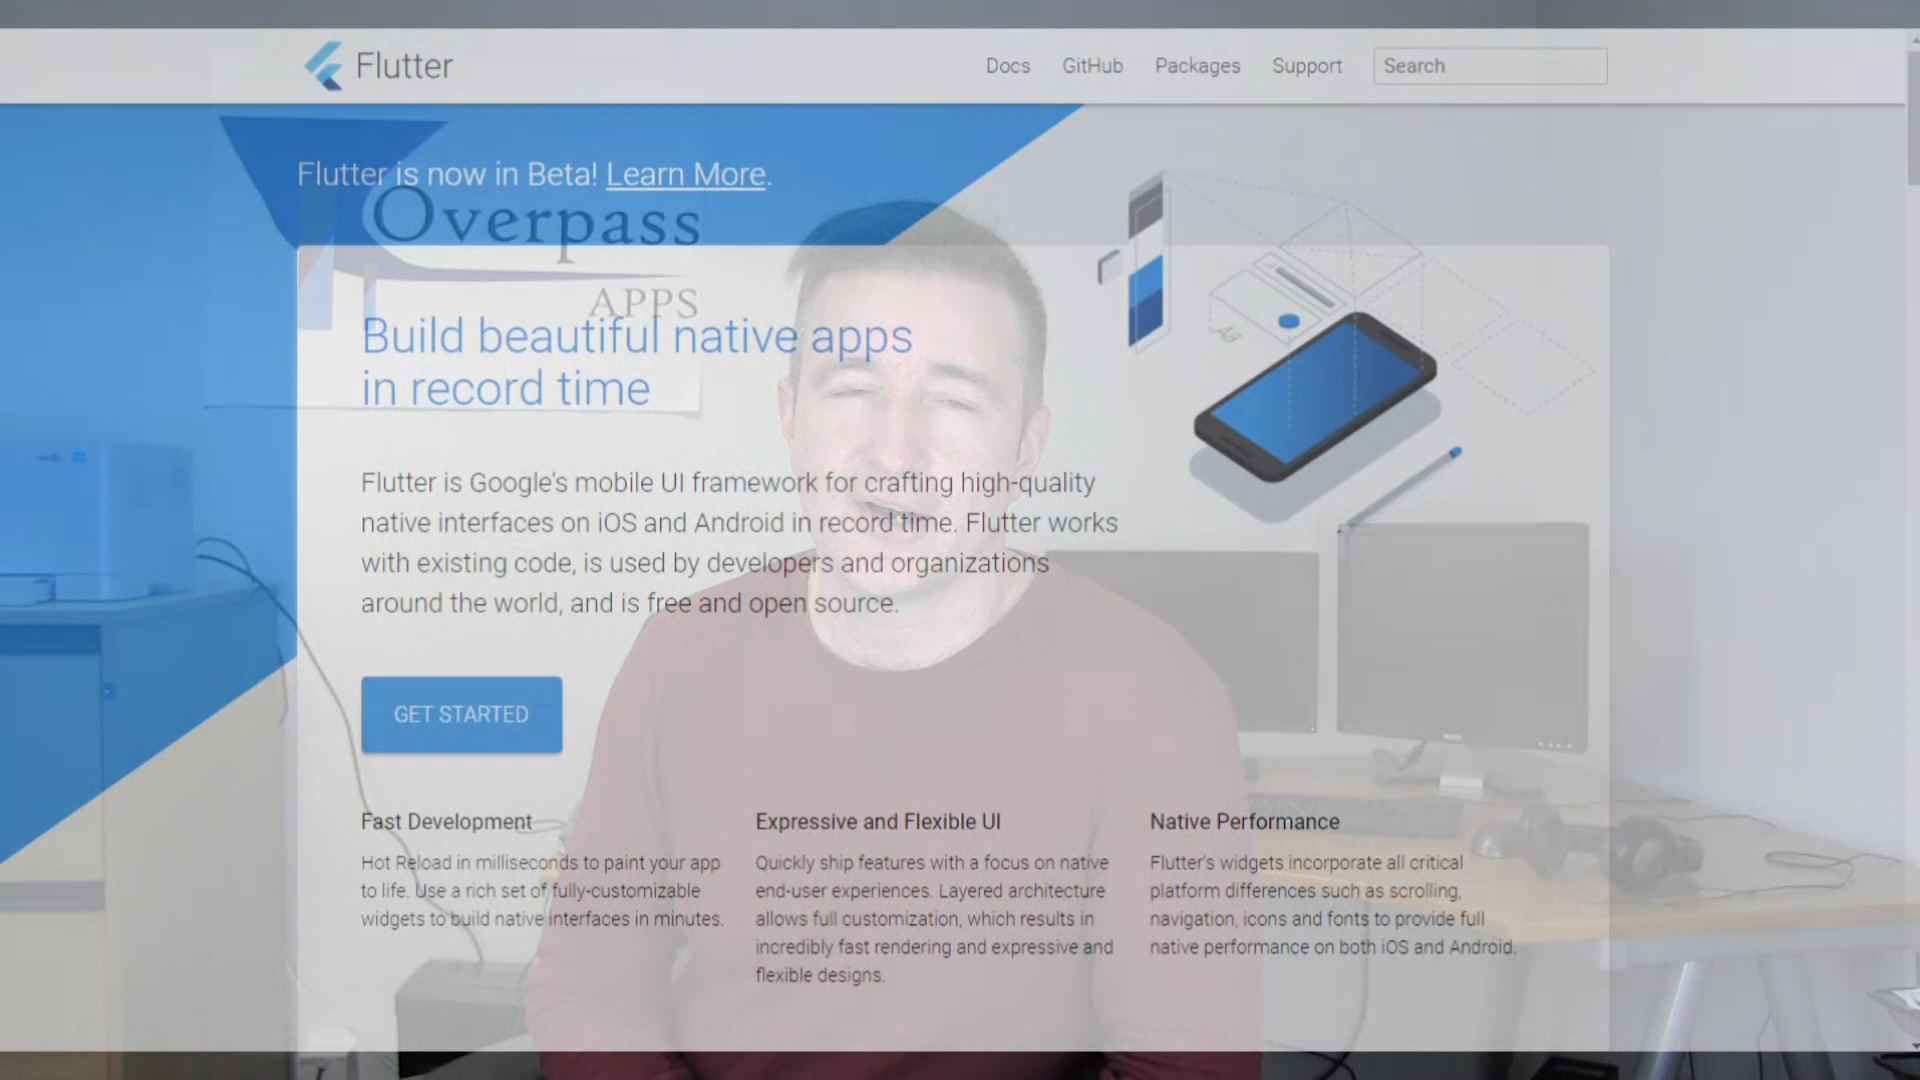 Flutter
Docs
GitHub
Packages
Support
Search
Flutter is now in Beta! Learn More.
Overpass
APPS
Build beautiful native apps
in record time
Flutter is Google's mobile UI framework for crafting high-quality
native interfaces on iOS and Android in record time. Flutter works
with existing code, is used by developers and organizations
around the world, and is free and open source.
GET STARTED
Fast Development
Hot Reload in milliseconds to paint your app
to life. Use a rich set of fully-customizable
widgets to build native interfaces in minutes.
Expressive and Flexible UI
Quickly ship features with a focus on native
end-user experiences. Layered architecture
allows full customization, which results in
incredibly fast rendering and expressive and
flexible designs.
Native Performance
Flutter's widgets incorporate all critical
platform differences such as scrolling,
navigation, icons and fonts to provide full
native performance on both iOS and Android.